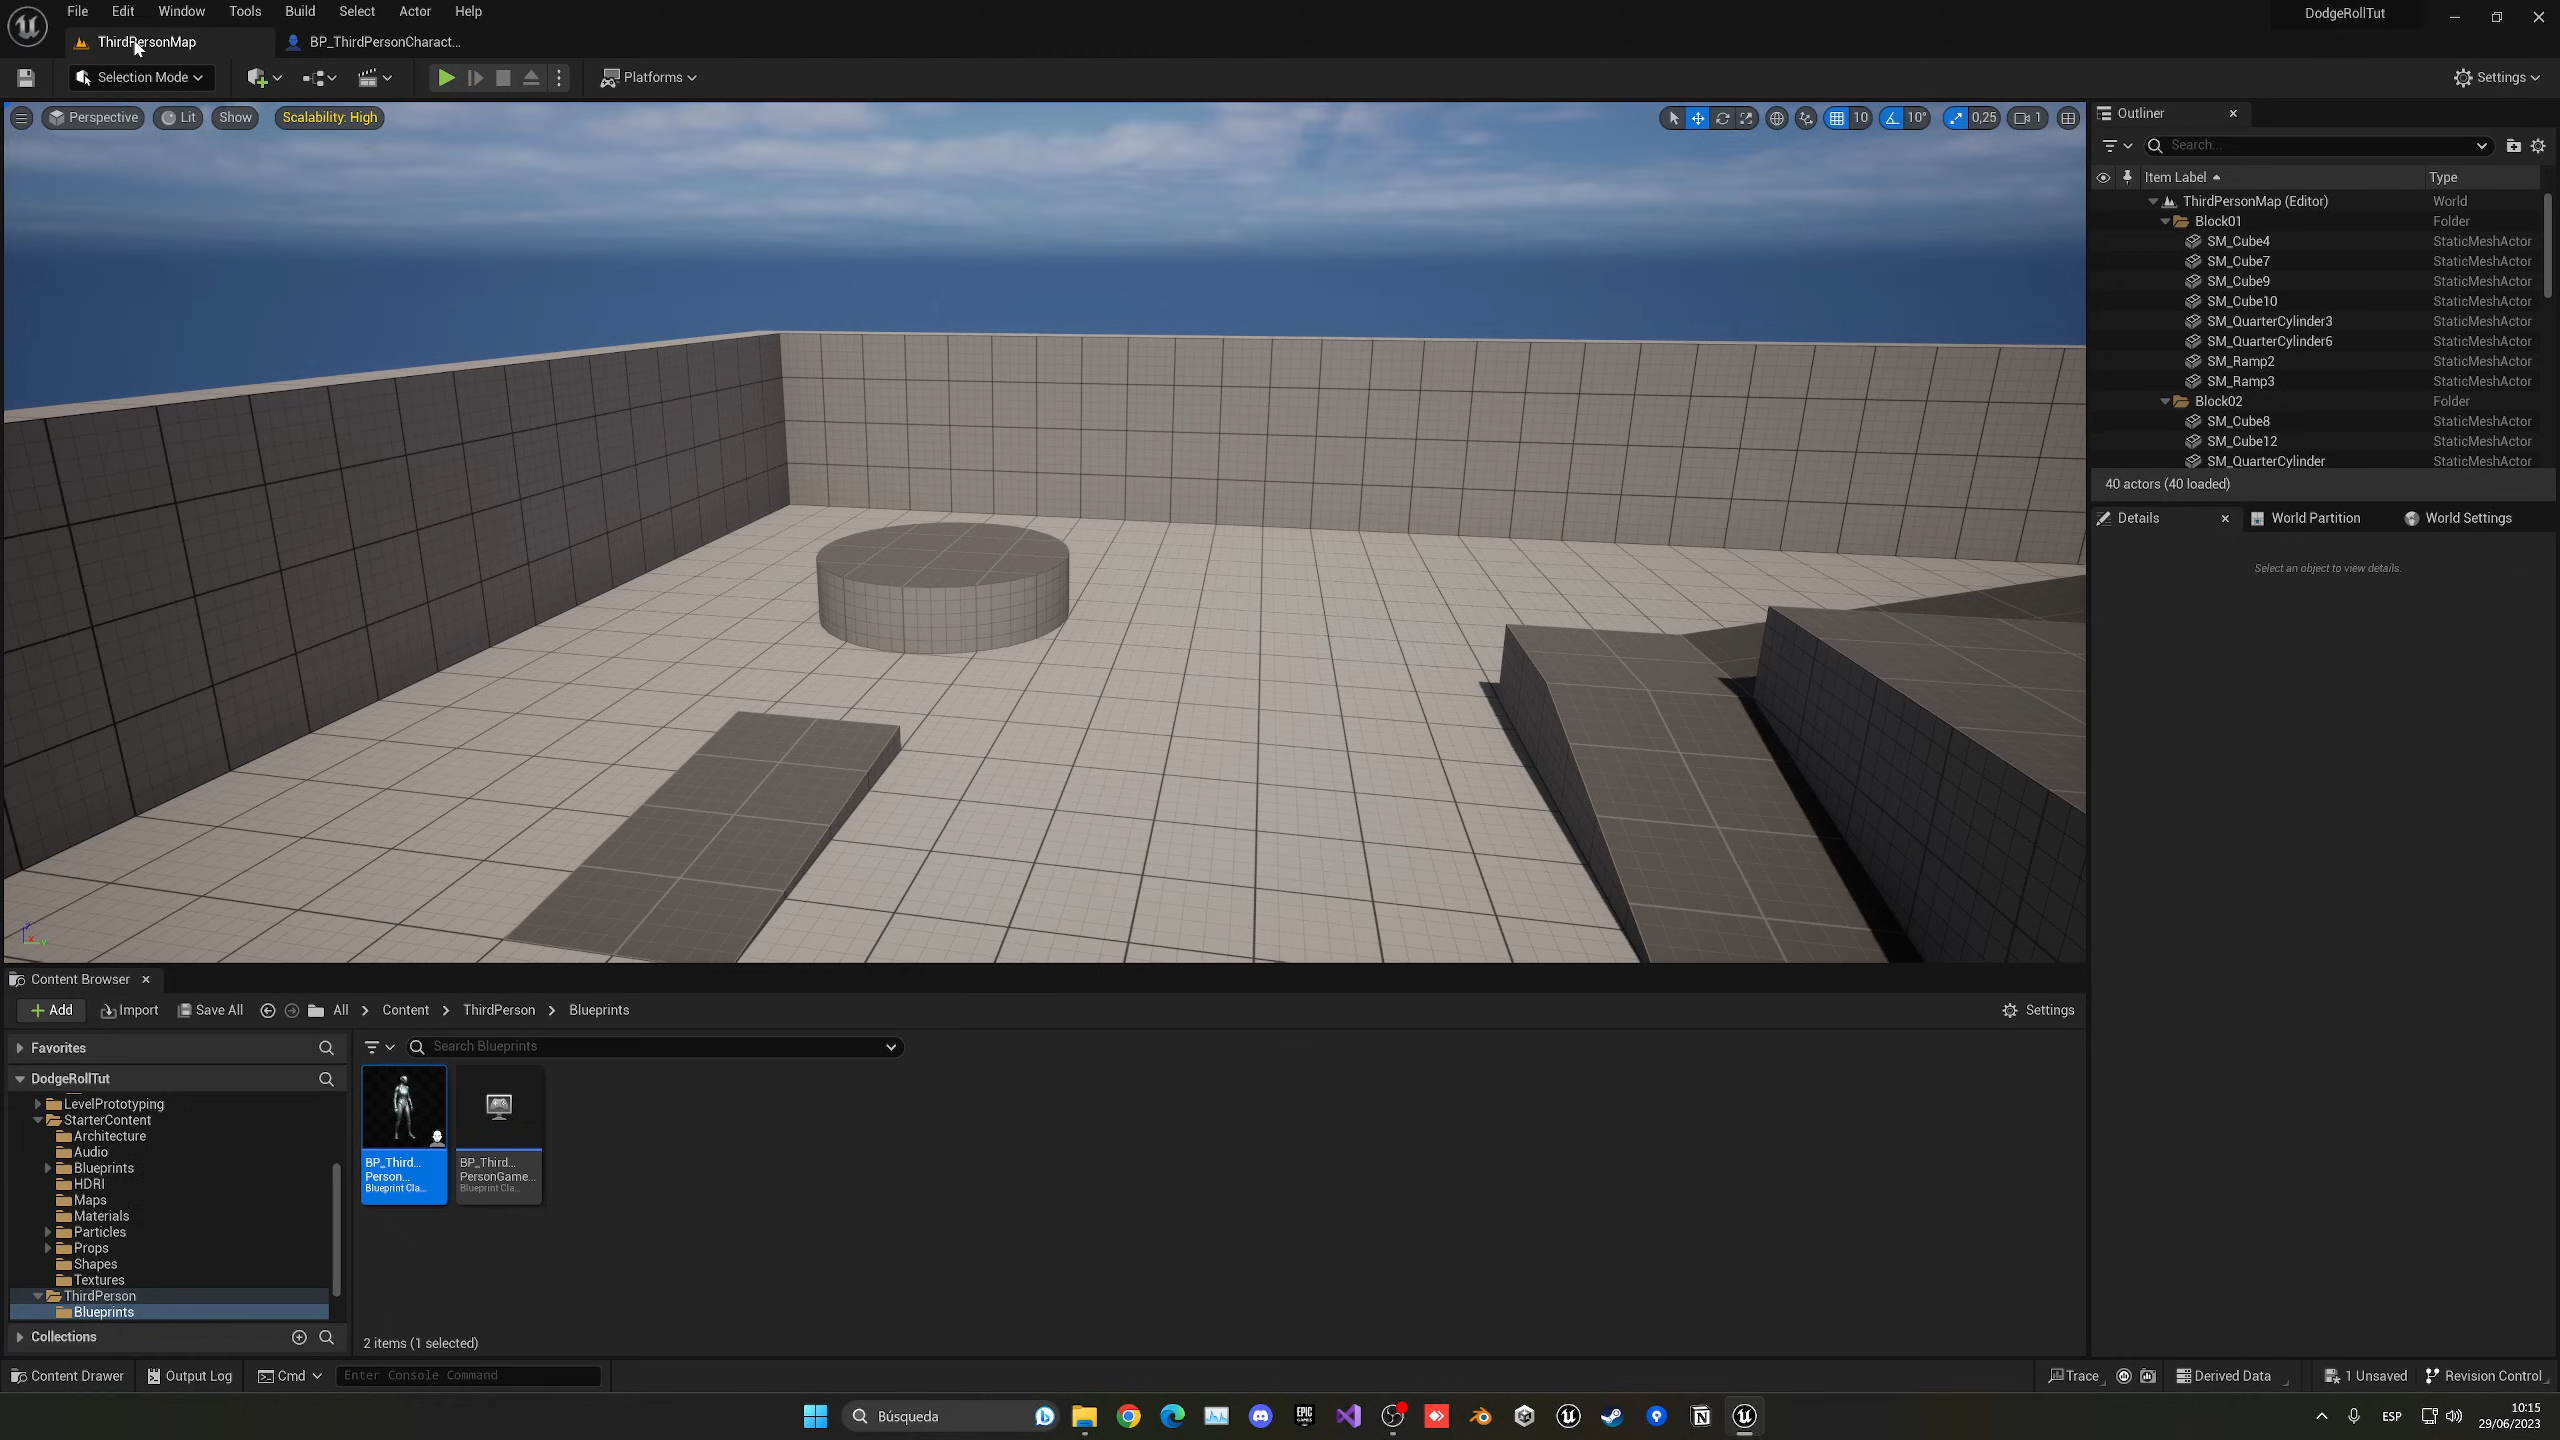 File Edit Window Tools Build Select Actor Help
DodgeRollTut
ThirdPersonMap
BP_ThirdPersonCharact...
Selection Mode
Platforms
Settings
Perspective
Lit
Show
Scalability: High
10
10°
0,25
1
Outliner
Search...
Item Label
Type
ThirdPersonMap (Editor) World
Block01 Folder
SM_Cube4 StaticMeshActor
SM_Cube7 StaticMeshActor
SM_Cube9 StaticMeshActor
SM_Cube10 StaticMeshActor
SM_QuarterCylinder3 StaticMeshActor
SM_QuarterCylinder6 StaticMeshActor
SM_Ramp2 StaticMeshActor
SM_Ramp3 StaticMeshActor
Block02 Folder
SM_Cube8 StaticMeshActor
SM_Cube12 StaticMeshActor
SM_QuarterCylinder StaticMeshActor
40 actors (40 loaded)
Details
World Partition
World Settings
Select an object to view details.
Content Browser
Add
Import
Save All
All > Content > ThirdPerson > Blueprints
Settings
Favorites
DodgeRollTut
LevelPrototyping
StarterContent
Architecture
Audio
Blueprints
HDRI
Maps
Materials
Particles
Props
Shapes
Textures
ThirdPerson
Blueprints
Collections
Search Blueprints
BP_Third...
Person...
Blueprint Cla...
BP_Third...
PersonGame...
Blueprint Cla...
2 items (1 selected)
Content Drawer
Output Log
Cmd
Enter Console Command
Trace
Derived Data
1 Unsaved
Revision Control
Búsqueda
EPIC
GAMES
ESP
10:15
29/06/2023